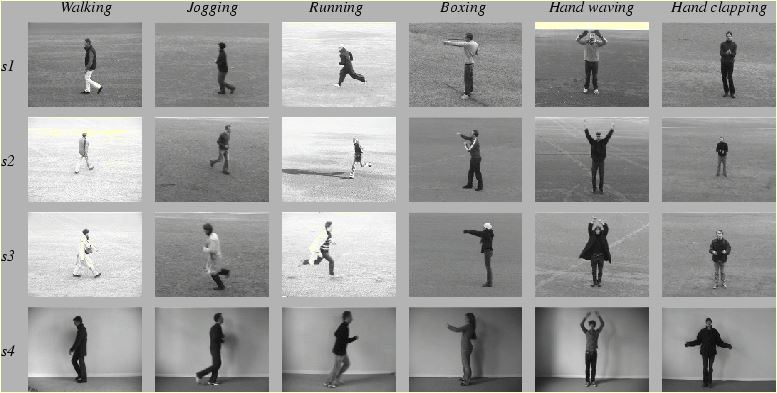 Walking Jogging Running Boxing Hand waving Hand clapping
s1
s2
s3
s4